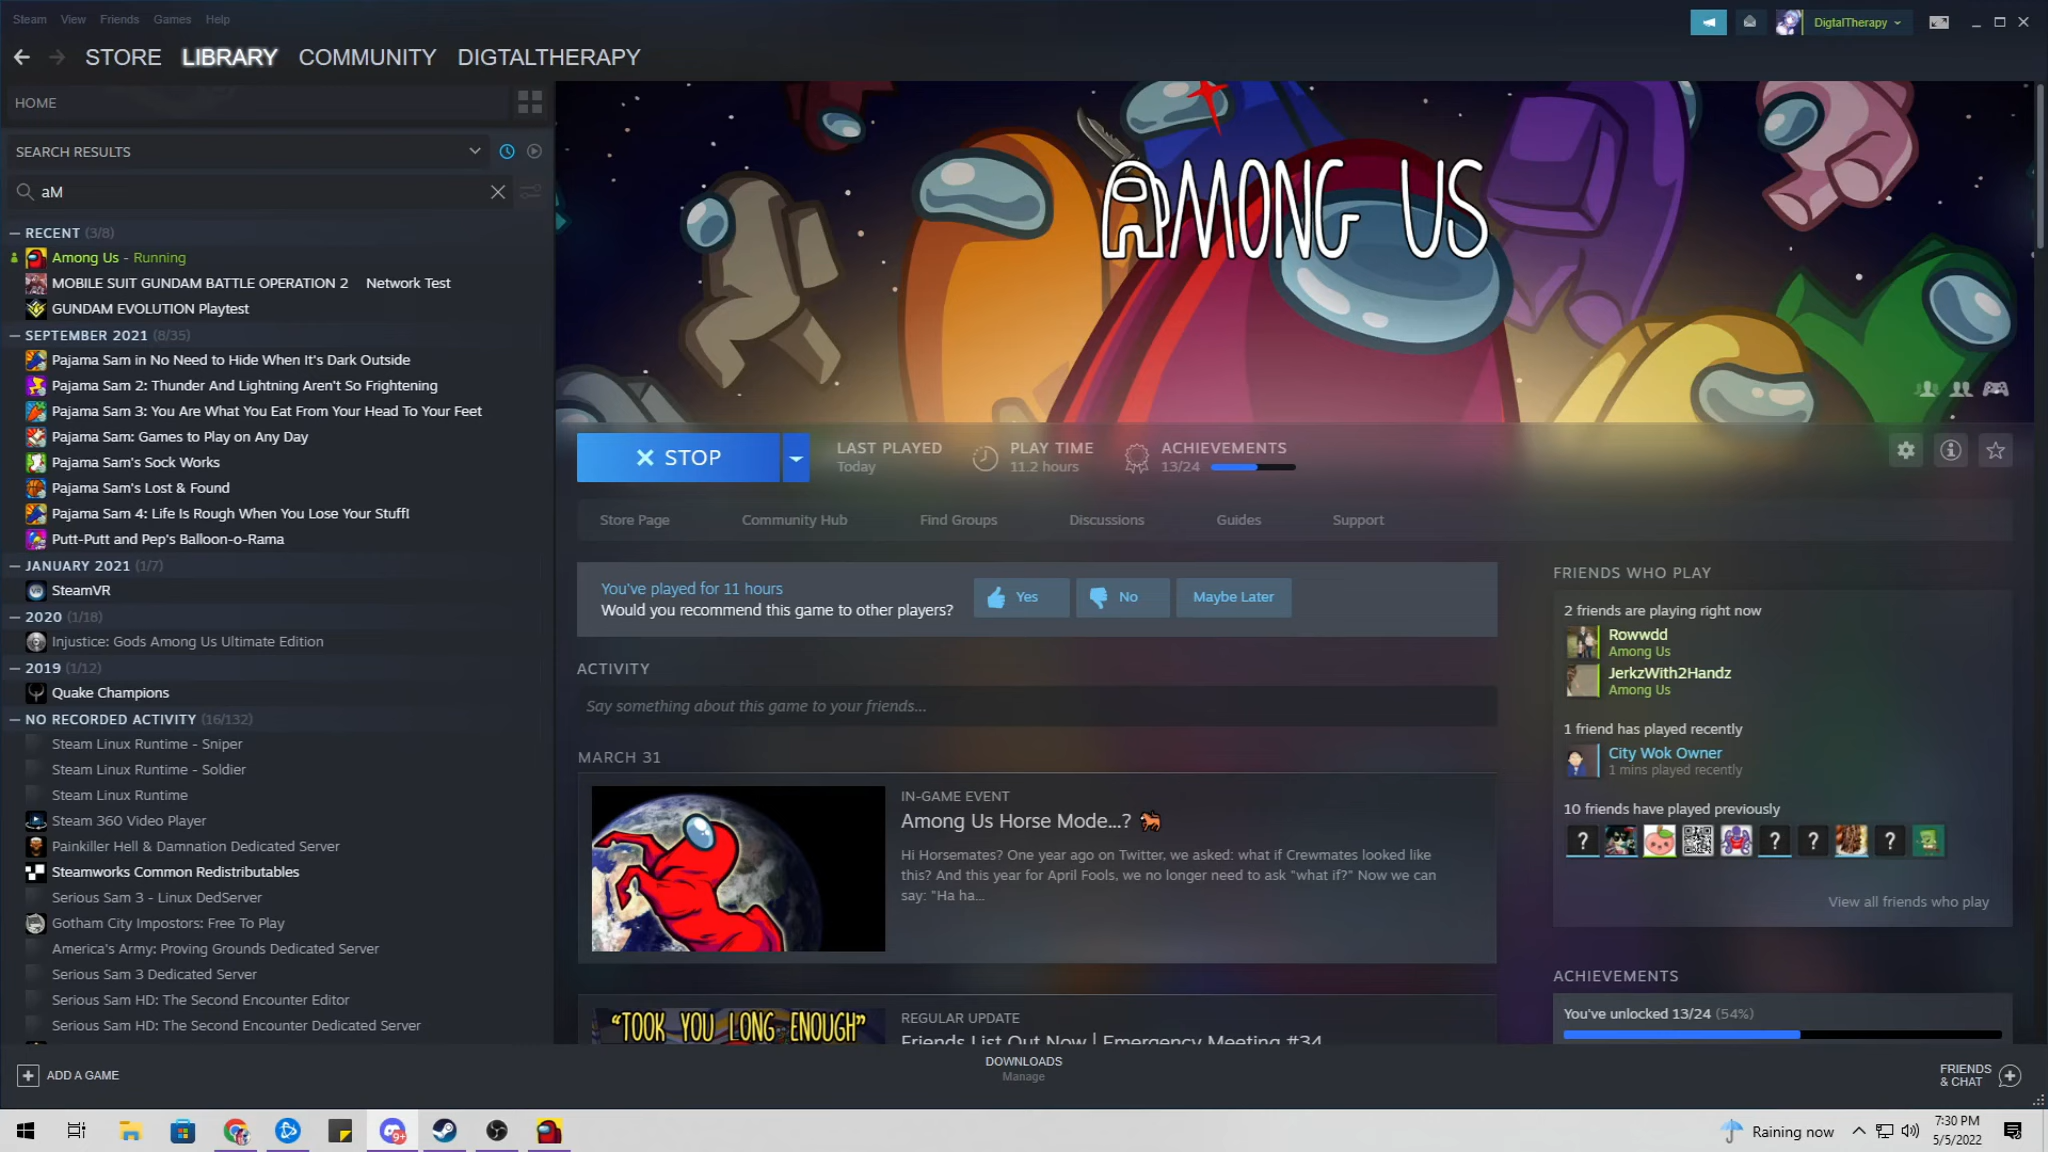 Steam View Friends Games Help
DigtalTherapy
STORE LIBRARY COMMUNITY DIGTALTHERAPY
HOME
SEARCH RESULTS
aM
— RECENT (3/8)
Among Us - Running
MOBILE SUIT GUNDAM BATTLE OPERATION 2 Network Test
GUNDAM EVOLUTION Playtest
— SEPTEMBER 2021 (8/35)
Pajama Sam in No Need to Hide When It's Dark Outside
Pajama Sam 2: Thunder And Lightning Aren't So Frightening
Pajama Sam 3: You Are What You Eat From Your Head To Your Feet
Pajama Sam: Games to Play on Any Day
Pajama Sam's Sock Works
Pajama Sam's Lost & Found
Pajama Sam 4: Life Is Rough When You Lose Your Stuff!
Putt-Putt and Pep's Balloon-o-Rama
— JANUARY 2021 (1/7)
SteamVR
— 2020 (1/18)
Injustice: Gods Among Us Ultimate Edition
— 2019 (1/12)
Quake Champions
— NO RECORDED ACTIVITY (16/132)
Steam Linux Runtime - Sniper
Steam Linux Runtime - Soldier
Steam Linux Runtime
Steam 360 Video Player
Painkiller Hell & Damnation Dedicated Server
Steamworks Common Redistributables
Serious Sam 3 - Linux DedServer
Gotham City Impostors: Free To Play
America's Army: Proving Grounds Dedicated Server
Serious Sam 3 Dedicated Server
Serious Sam HD: The Second Encounter Editor
Serious Sam HD: The Second Encounter Dedicated Server
AMONG US
STOP
LAST PLAYED
Today
PLAY TIME
11.2 hours
ACHIEVEMENTS
13/24
Store Page Community Hub Find Groups Discussions Guides Support
You've played for 11 hours
Would you recommend this game to other players?
Yes No Maybe Later
ACTIVITY
Say something about this game to your friends...
MARCH 31
IN-GAME EVENT
Among Us Horse Mode...? 🐎
Hi Horsemates? One year ago on Twitter, we asked: what if Crewmates looked like
this? And this year for April Fools, we no longer need to ask "what if?" Now we can
say: "Ha ha...
"TOOK YOU LONG ENOUGH"
REGULAR UPDATE
Friends List Out Now | Emergency Meeting #34
FRIENDS WHO PLAY
2 friends are playing right now
Rowwdd
Among Us
JerkzWith2Handz
Among Us
1 friend has played recently
City Wok Owner
1 mins played recently
10 friends have played previously
? ? ? ?
View all friends who play
ACHIEVEMENTS
You've unlocked 13/24 (54%)
ADD A GAME
DOWNLOADS
Manage
FRIENDS
& CHAT
9+
Raining now
7:30 PM
5/5/2022